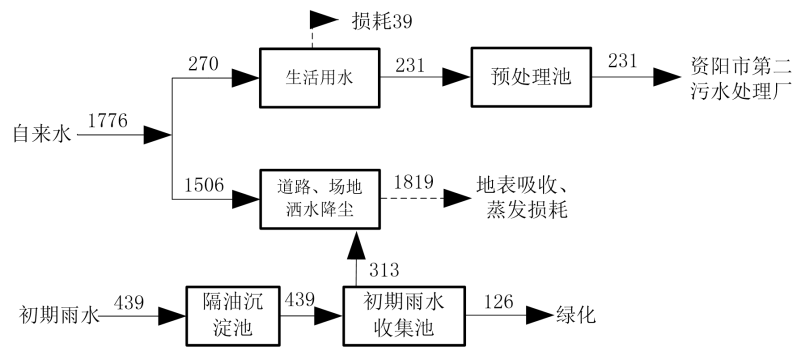 损耗39
270
生活用水
231
预处理池
231
资阳市第二
污水处理厂
自来水
1776
1506
道路、场地
洒水降尘
1819
地表吸收、
蒸发损耗
313
初期雨水
439
隔油沉
淀池
439
初期雨水
收集池
126
绿化